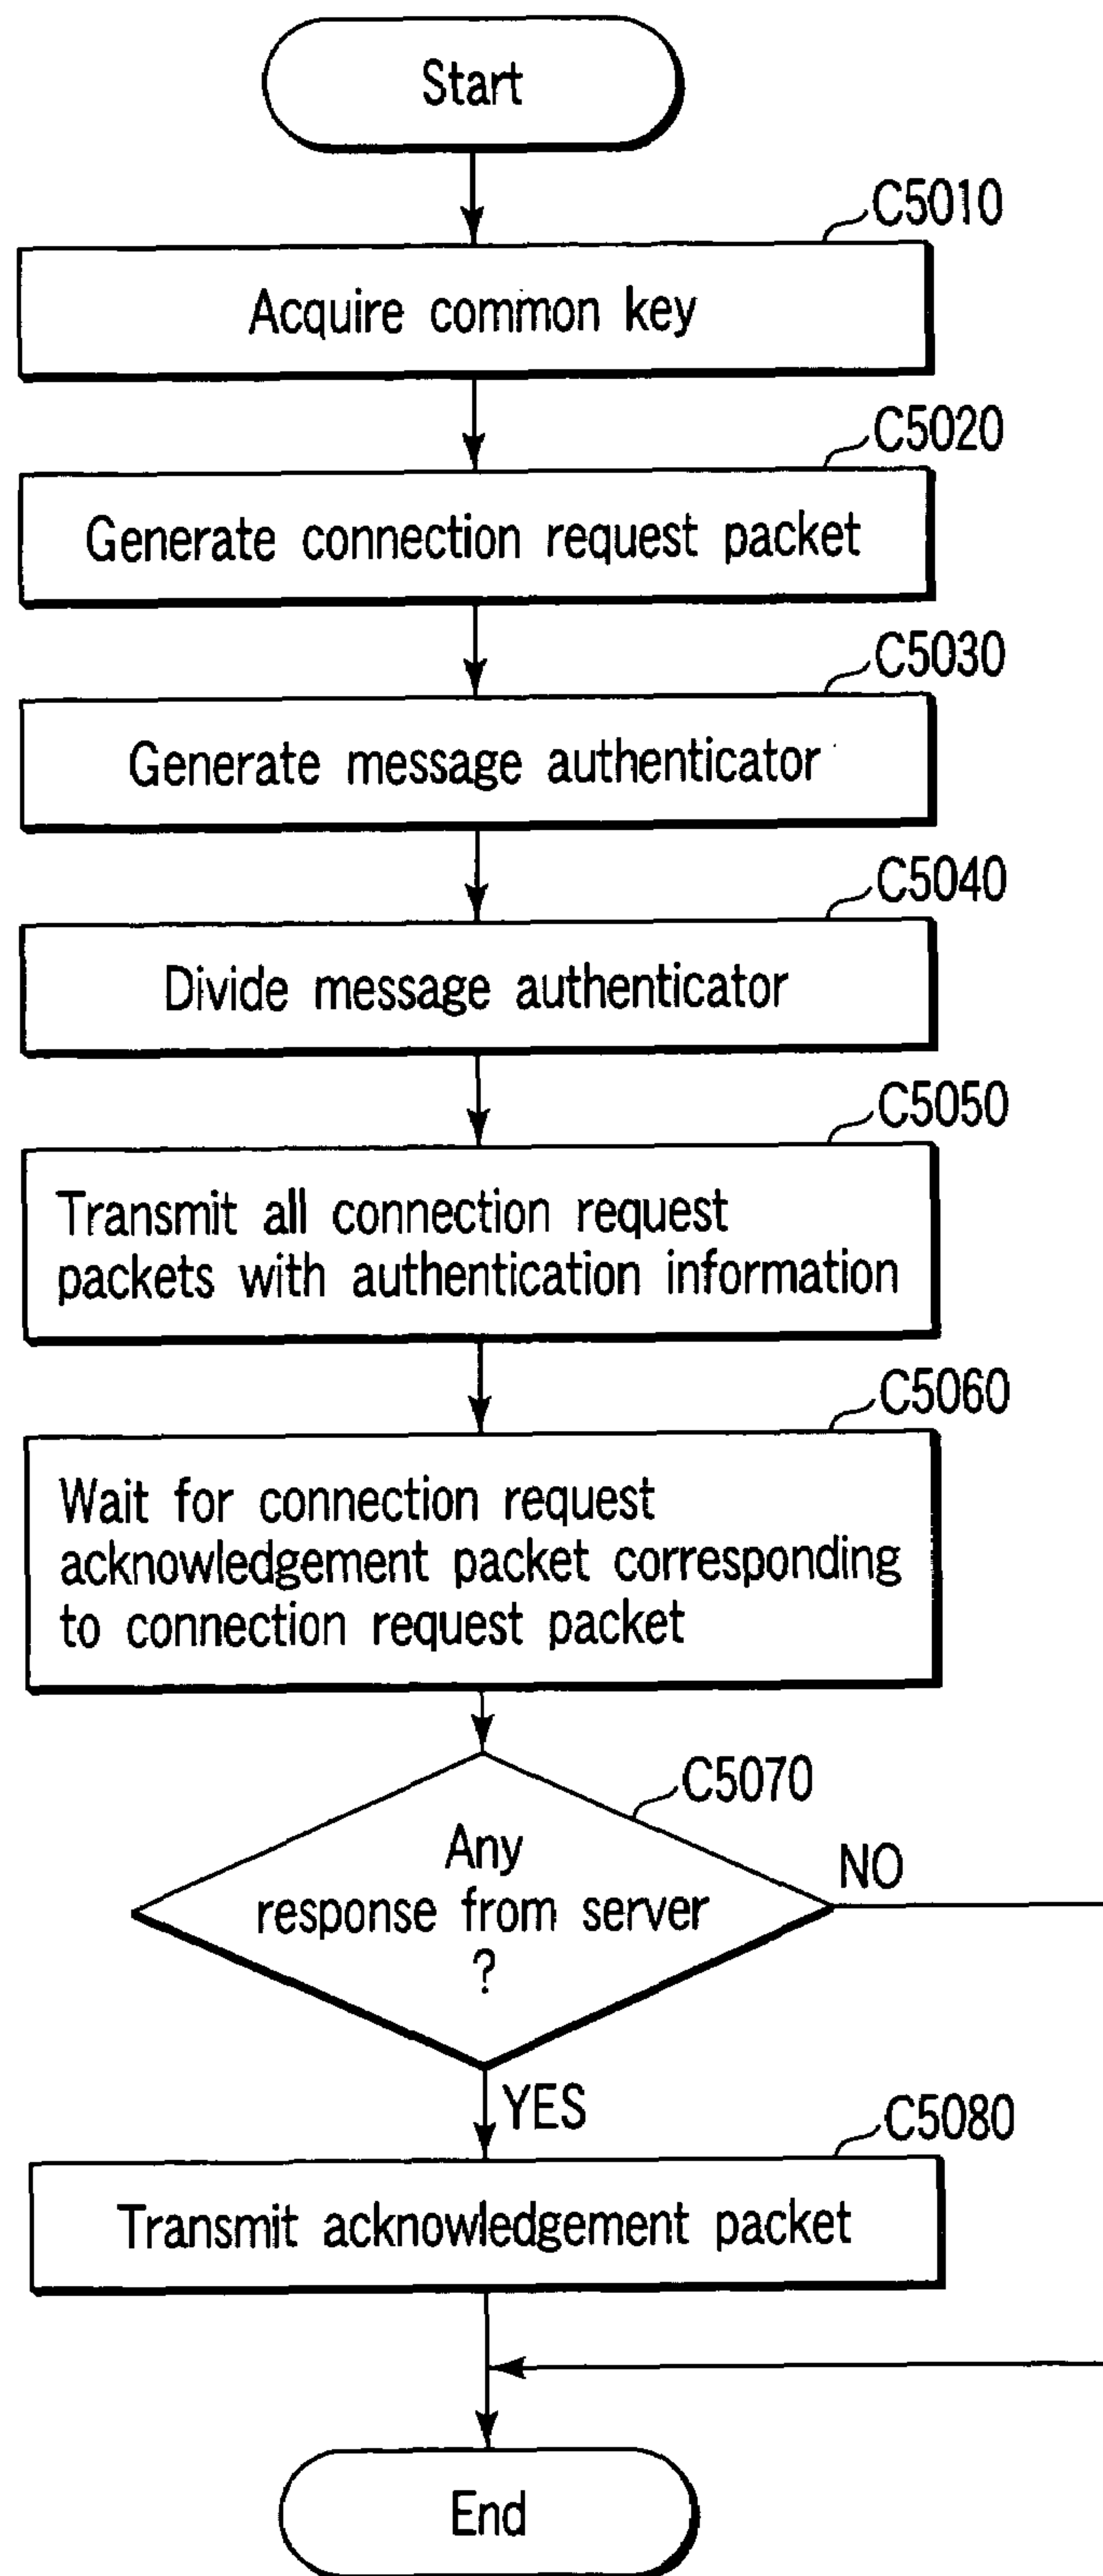 Start
C5010
Acquire common key
C5020
Generate connection request packet
C5030
Generate message authenticator
C5040
Divide message authenticator
C5050
Transmit all connection request
packets with authentication information
C5060
Wait for connection request
acknowledgement packet corresponding
to connection request packet
C5070
Any
response from server
?
NO
YES
C5080
Transmit acknowledgement packet
End